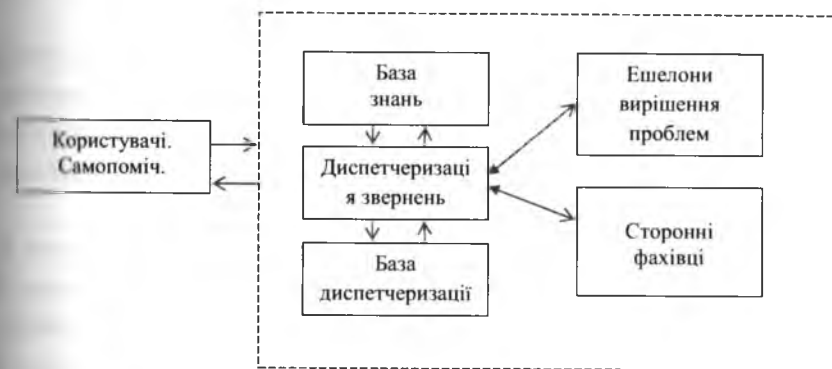 Користувачі.
Самопоміч.
База
знань
Диспетчеризаці
я звернень
База
диспетчеризації
Ешелони
вирішення
проблем
Сторонні
фахівці